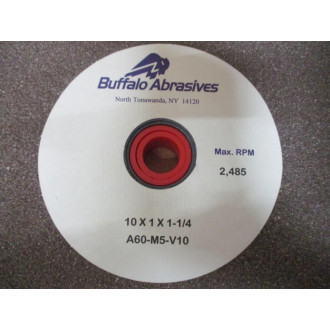 Buffalo Abrasives
North Tonawanda, NY 14120
Max. RPM
2,485
10 X 1 X 1-1/4
A60-M5-V10